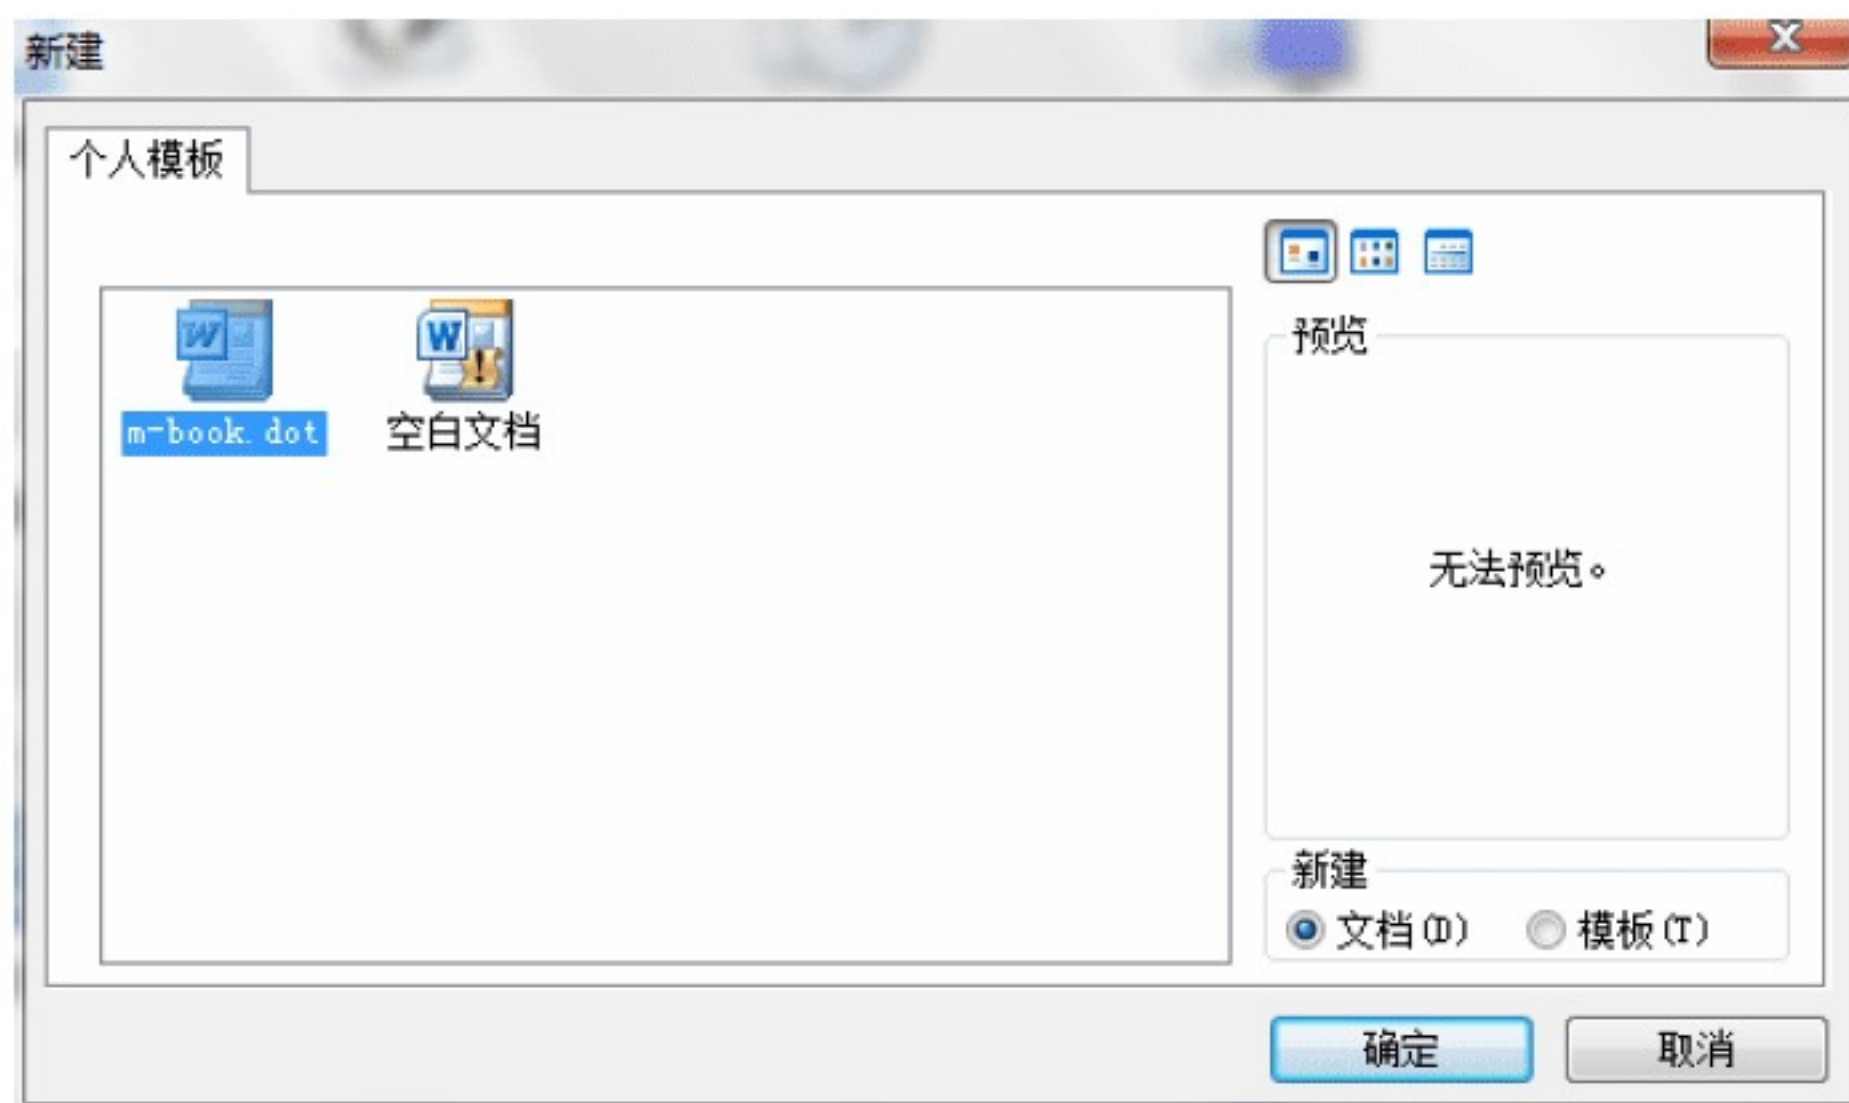 新建
个人模板
m-book.dot
空白文档
预览
无法预览。
新建
文档(D) 模板(T)
确定 取消